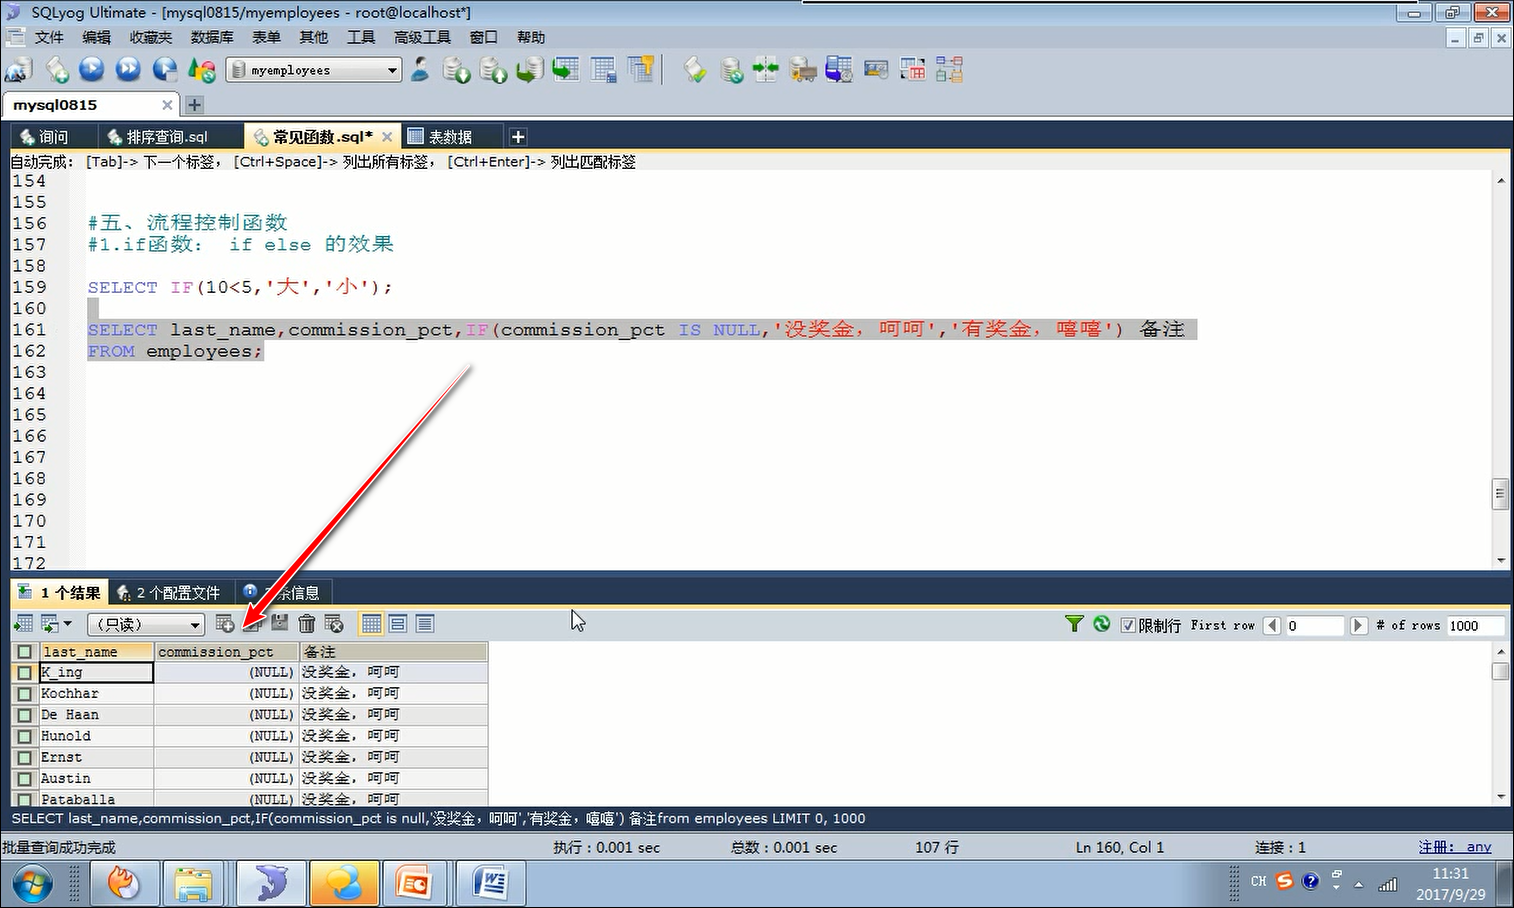 SQLyog Ultimate - [mysql0815/myemployees - root@localhost*]
文件 编辑 收藏夹 数据库 表单 其他 工具 高级工具 窗口 帮助
myemployees
mysql0815
询问 排序查询.sql 常见函数.sql* 表数据
自动完成: [Tab]-> 下一个标签, [Ctrl+Space]-> 列出所有标签, [Ctrl+Enter]-> 列出匹配标签
154
155
156 #五、流程控制函数
157 #1.if函数: if else 的效果
158
159 SELECT IF(10<5,'大','小');
160
161 SELECT last_name,commission_pct,IF(commission_pct IS NULL,'没奖金, 呵呵','有奖金, 嘻嘻') 备注
162 FROM employees;
163
164
165
166
167
168
169
170
171
172
1 个结果 2 个配置文件 信息
(只读) 限制行 First row 0 # of rows 1000
last_name commission_pct 备注
K_ing (NULL) 没奖金, 呵呵
Kochhar (NULL) 没奖金, 呵呵
De Haan (NULL) 没奖金, 呵呵
Hunold (NULL) 没奖金, 呵呵
Ernst (NULL) 没奖金, 呵呵
Austin (NULL) 没奖金, 呵呵
Pataballa (NULL) 没奖金, 呵呵
SELECT last_name,commission_pct,IF(commission_pct is null,'没奖金, 呵呵','有奖金, 嘻嘻') 备注from employees LIMIT 0, 1000
批量查询成功完成 执行 : 0.001 sec 总数 : 0.001 sec 107 行 Ln 160, Col 1 连接 : 1 注册: any
CH 11:31
2017/9/29